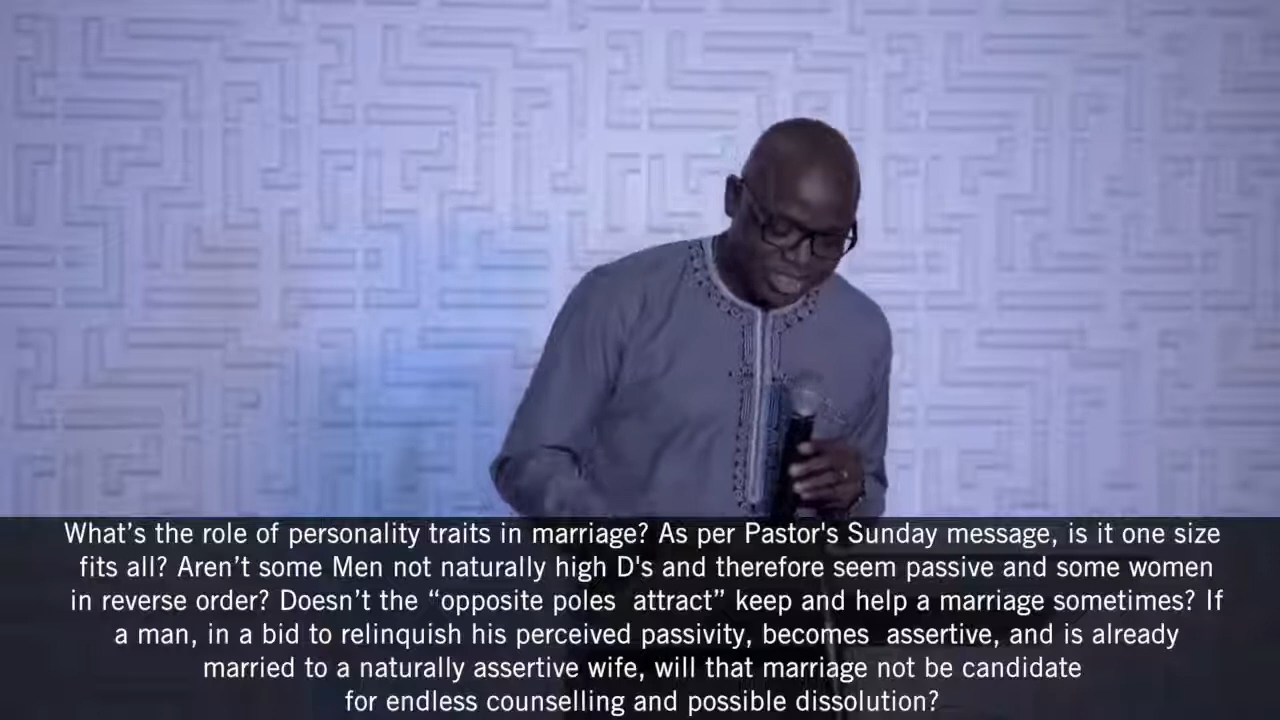 What's the role of personality traits in marriage? As per Pastor's Sunday message, is it one size
fits all? Aren't some Men not naturally high D's and therefore seem passive and some women
in reverse order? Doesn't the “opposite poles  attract” keep and help a marriage sometimes? If
a man, in a bid to relinquish his perceived passivity, becomes  assertive, and is already
married to a naturally assertive wife, will that marriage not be candidate
for endless counselling and possible dissolution?